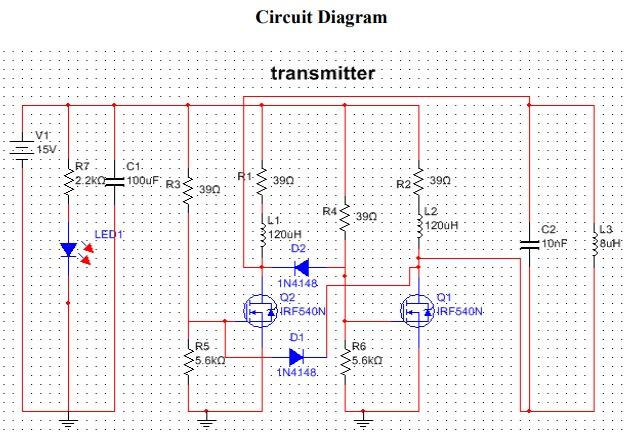 Circuit Diagram
transmitter
V1
15V
R7
2.2kΩ
C1
100uF
R3
39Ω
R1
39Ω
R4
39Ω
R2
39Ω
L1
120uH
L2
120uH
LED1
D2
1N4148
C2
10nF
L3
8uH
Q2
IRF540N
Q1
IRF540N
D1
1N4148
R5
5.6kΩ
R6
5.6kΩ